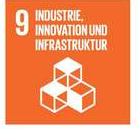 9 INDUSTRIE,
INNOVATION UND
INFRASTRUKTUR